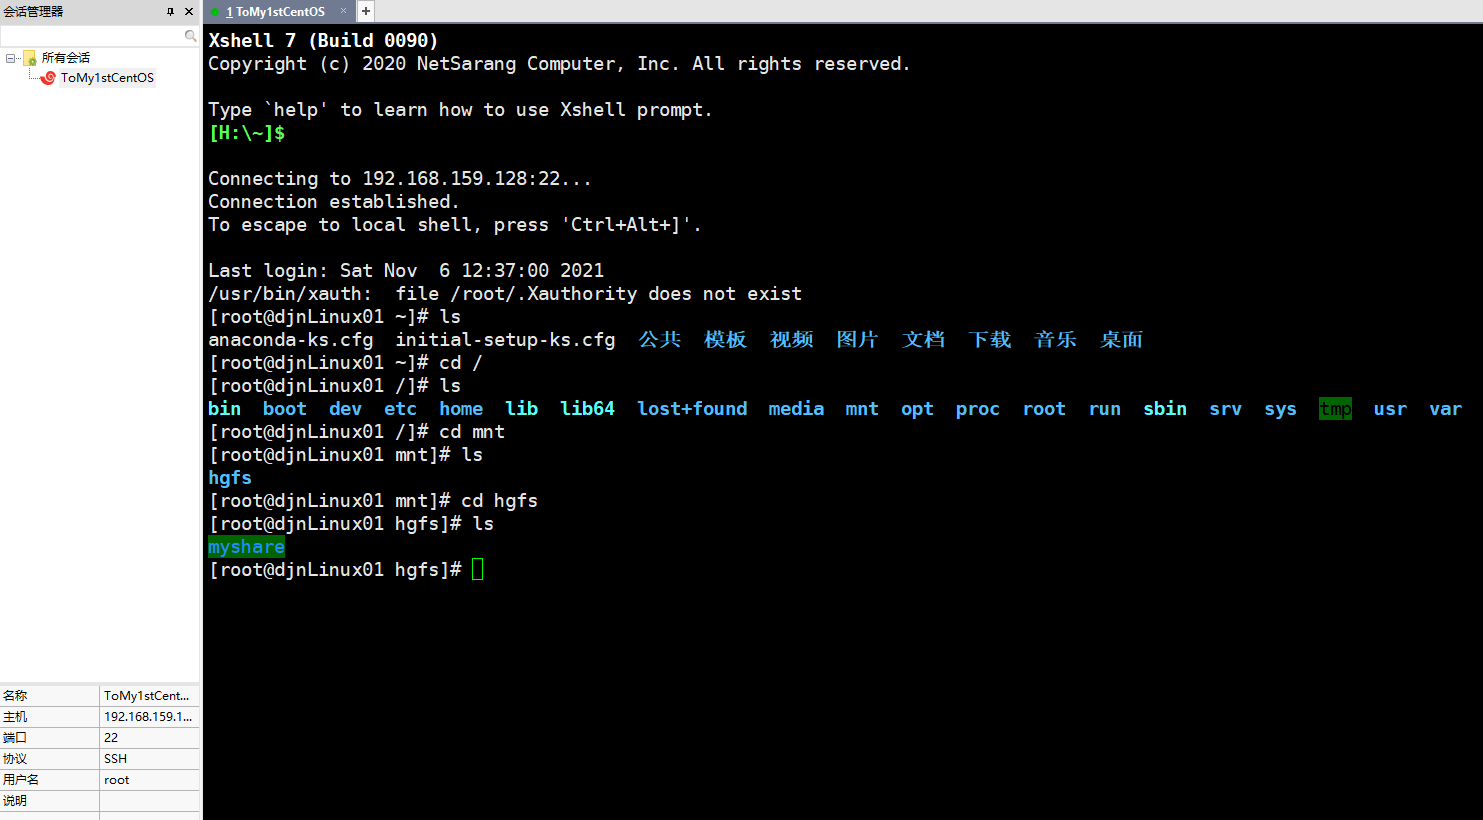 会话管理器
所有会话
ToMy1stCentOS
名称 ToMy1stCent...
主机 192.168.159.1...
端口 22
协议 SSH
用户名 root
说明
1 ToMy1stCentOS × +
Xshell 7 (Build 0090)
Copyright (c) 2020 NetSarang Computer, Inc. All rights reserved.
Type `help' to learn how to use Xshell prompt.
[H:\~]$
Connecting to 192.168.159.128:22...
Connection established.
To escape to local shell, press 'Ctrl+Alt+]'.
Last login: Sat Nov  6 12:37:00 2021
/usr/bin/xauth:  file /root/.Xauthority does not exist
[root@djnLinux01 ~]# ls
anaconda-ks.cfg  initial-setup-ks.cfg  公共  模板  视频  图片  文档  下载  音乐  桌面
[root@djnLinux01 ~]# cd /
[root@djnLinux01 /]# ls
bin  boot  dev  etc  home  lib  lib64  lost+found  media  mnt  opt  proc  root  run  sbin  srv  sys  tmp  usr  var
[root@djnLinux01 /]# cd mnt
[root@djnLinux01 mnt]# ls
hgfs
[root@djnLinux01 mnt]# cd hgfs
[root@djnLinux01 hgfs]# ls
myshare
[root@djnLinux01 hgfs]#